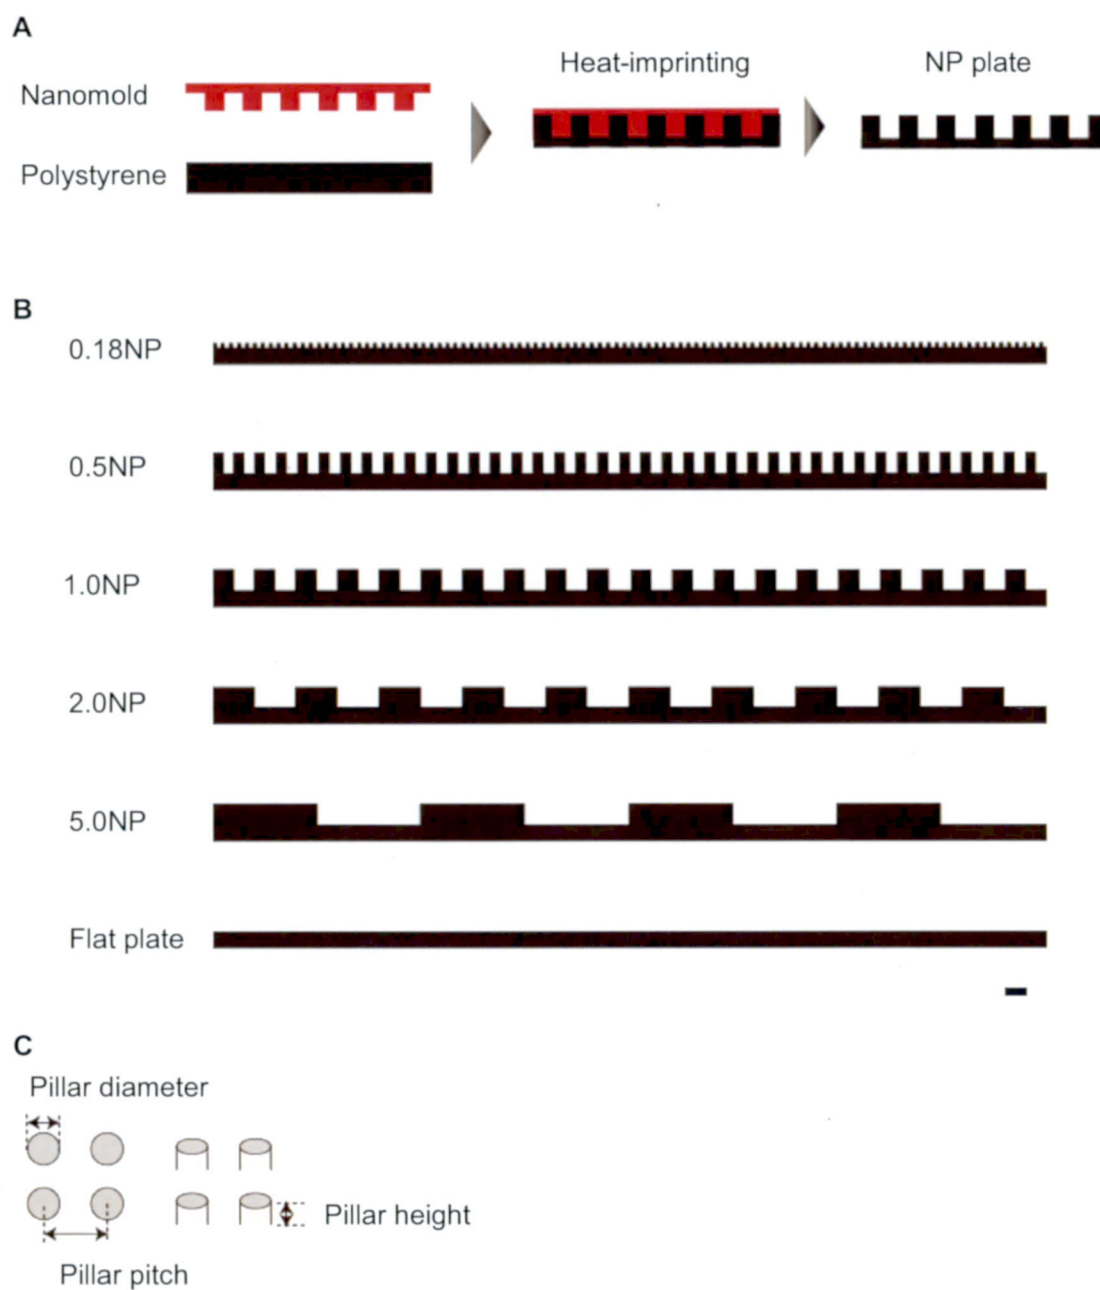 A
Heat-imprinting
NP plate
Nanomold
Polystyrene
B
0.18NP
0.5NP
1.0NP
2.0NP
5.0NP
Flat plate
C
Pillar diameter
Pillar height
Pillar pitch